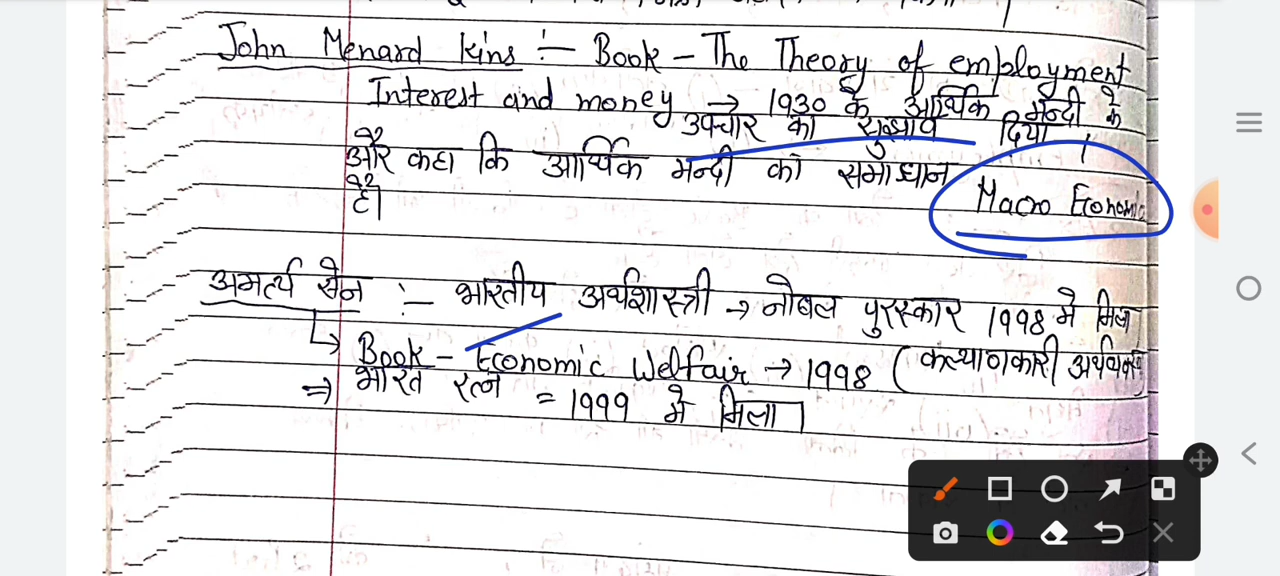 John Menard Kins :- Book - The Theory of employment
Interest and money → 1930 के आर्थिक मन्दी के
उपचार का सुझाव दिया।
और कहा कि आर्थिक मन्दी का समाधान Macro Economic
है।
अमर्त्य सेन :- भारतीय अर्थशास्त्री → नोबल पुरस्कार 1998 मे मिला
↳ Book - Economic Welfair → 1998 (कल्याणकारी
⇒ भारत रत्न = 1999 मे मिला।